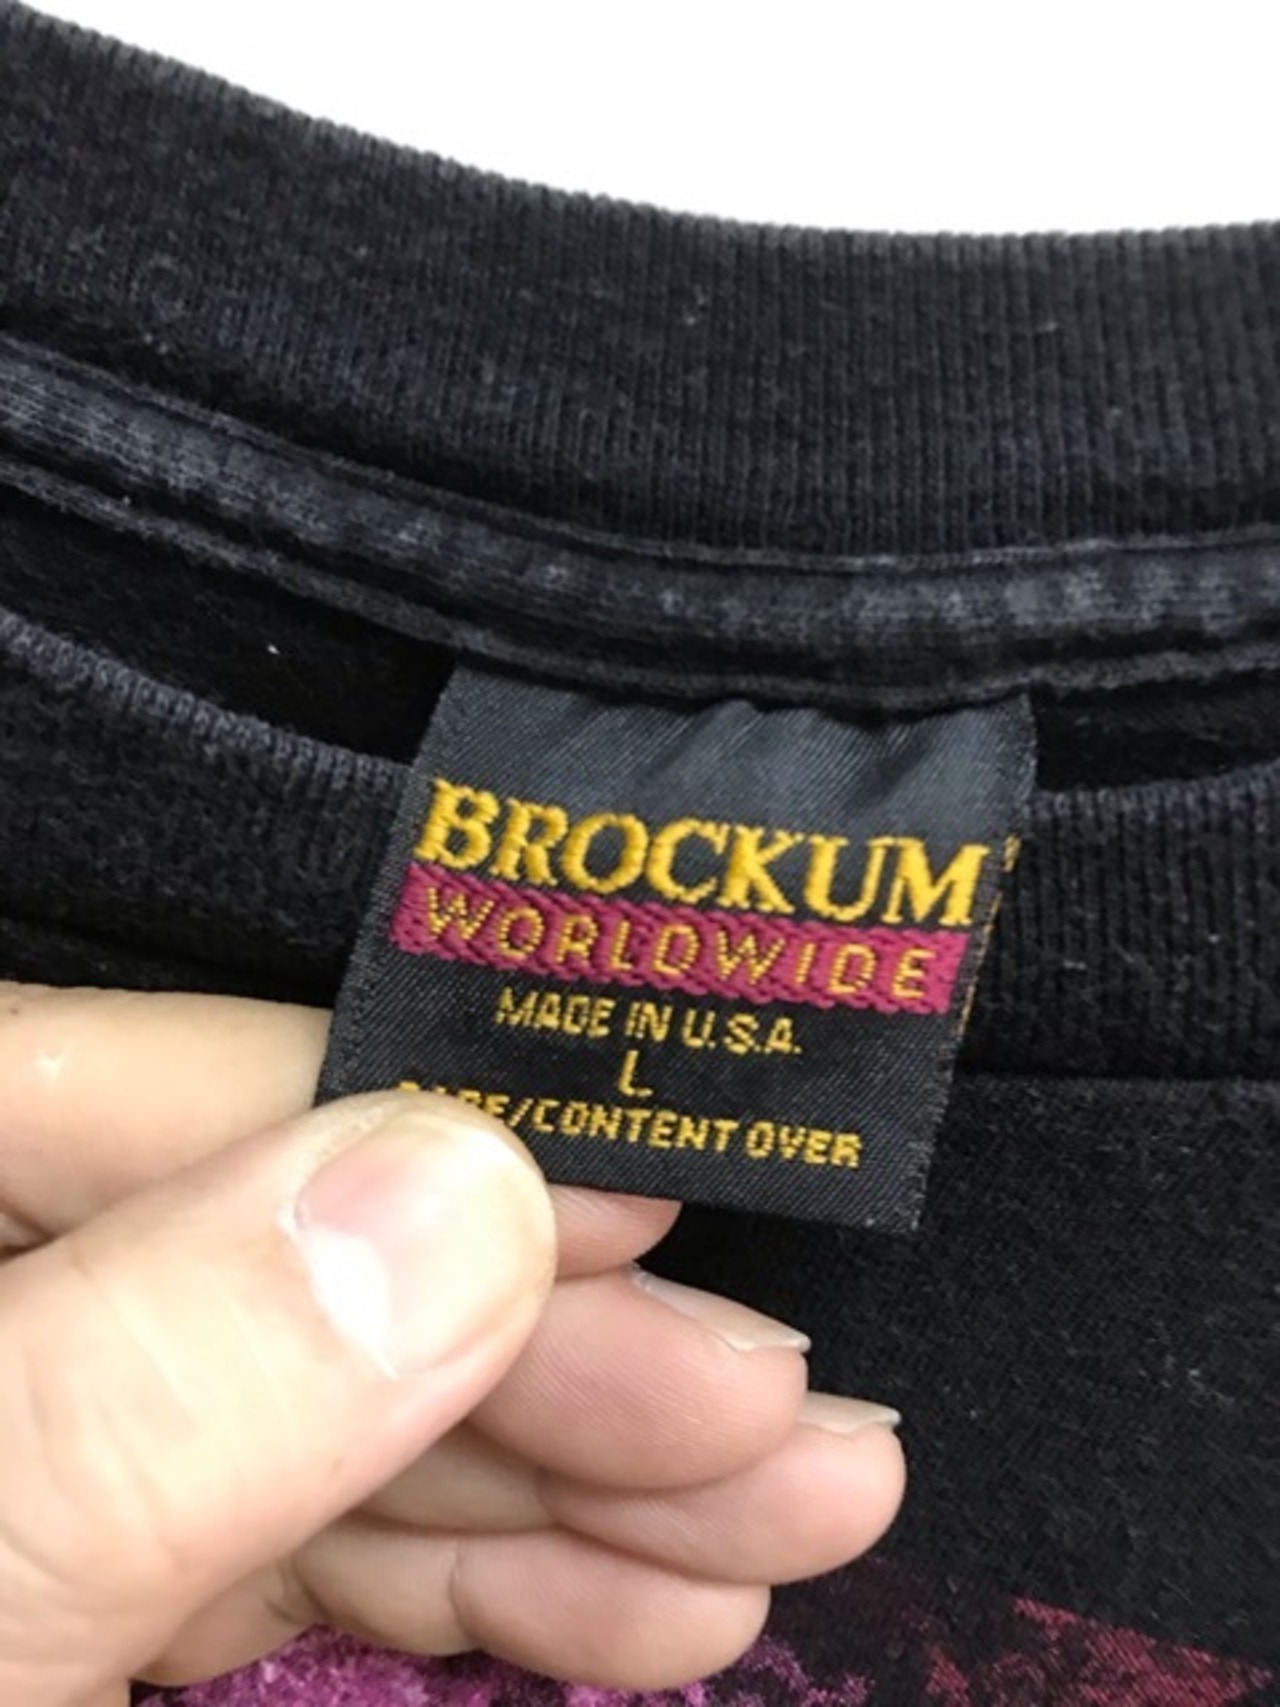 BROCKUM
WORLDWIDE
MADE IN U.S.A.
L
/CONTENT OVER